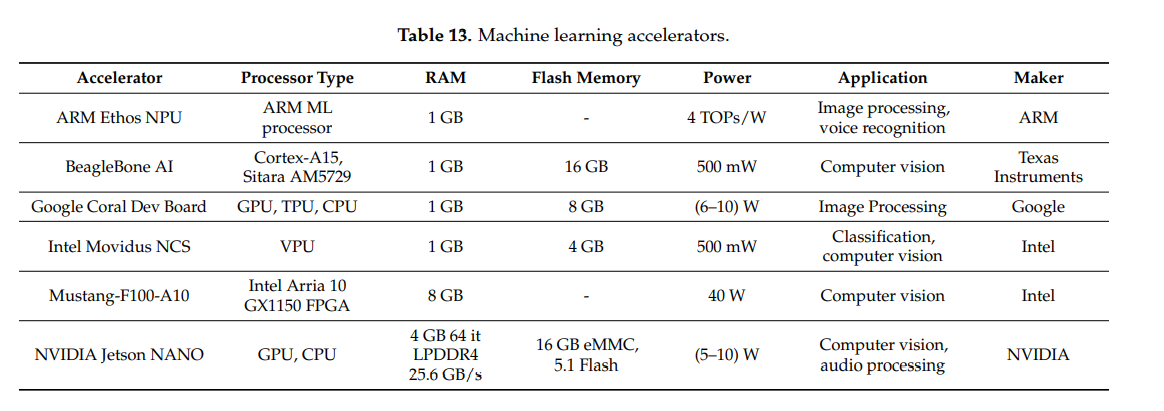 Table 13. Machine learning accelerators.
Accelerator Processor Type RAM Flash Memory Power Application Maker
ARM Ethos NPU ARM ML processor 1 GB - 4 TOPs/W Image processing, voice recognition ARM
BeagleBone AI Cortex-A15, Sitara AM5729 1 GB 16 GB 500 mW Computer vision Texas Instruments
Google Coral Dev Board GPU, TPU, CPU 1 GB 8 GB (6–10) W Image Processing Google
Intel Movidus NCS VPU 1 GB 4 GB 500 mW Classification, computer vision Intel
Mustang-F100-A10 Intel Arria 10 GX1150 FPGA 8 GB - 40 W Computer vision Intel
NVIDIA Jetson NANO GPU, CPU 4 GB 64 it LPDDR4 25.6 GB/s 16 GB eMMC, 5.1 Flash (5–10) W Computer vision, audio processing NVIDIA